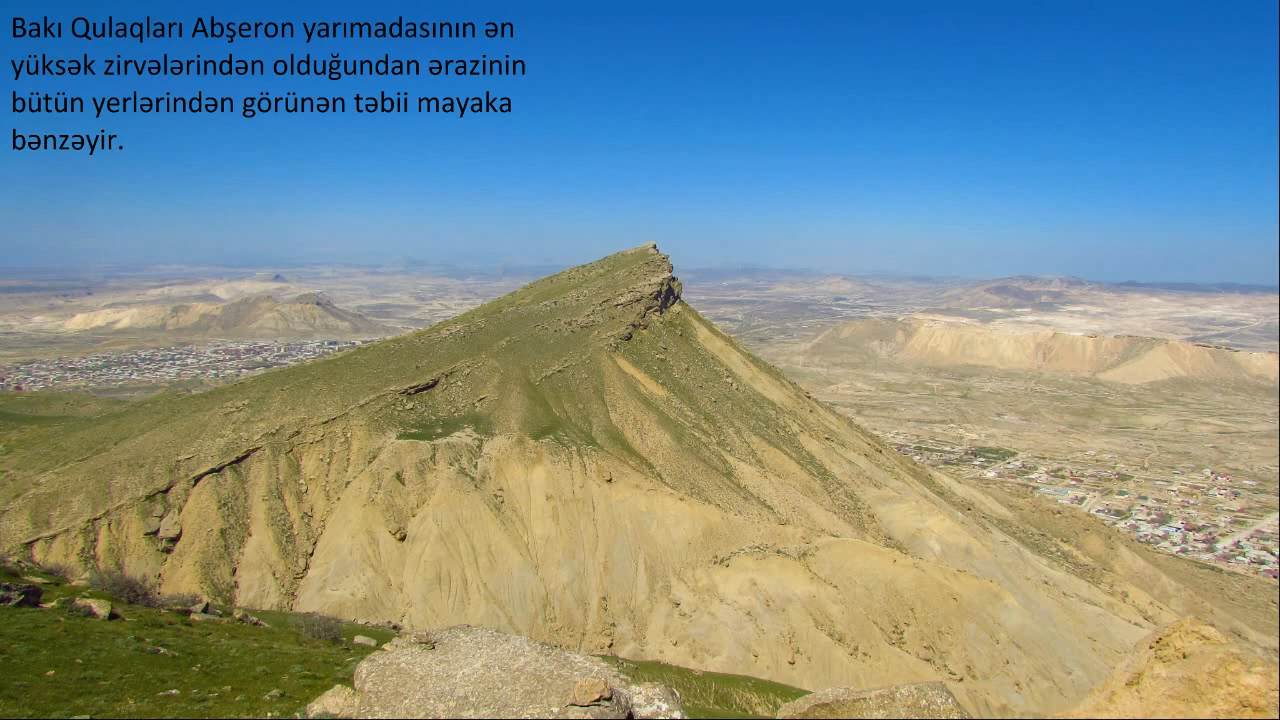 Bakı Qulaqları Abşeron yarımadasının ən
yüksək zirvələrindən olduğundan ərazinin
bütün yerlərindən görünən təbii mayaka
bənzəyir.